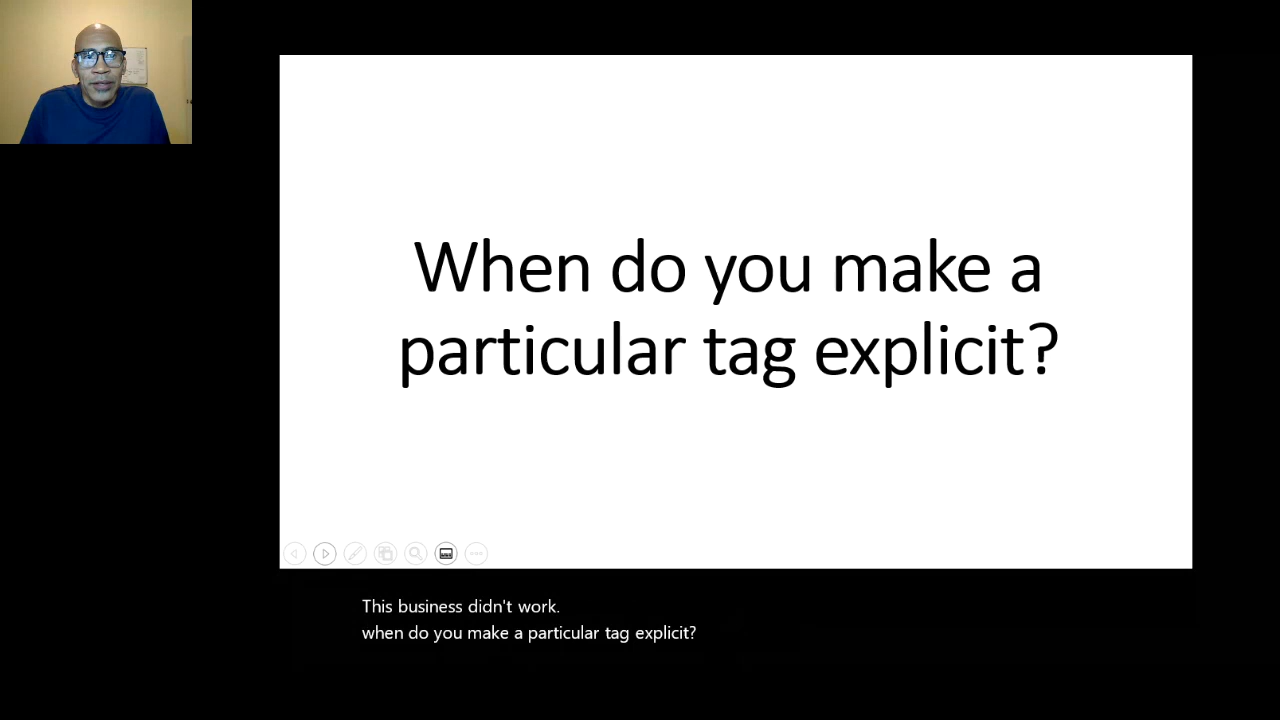 When do you make a
particular tag explicit?
This business didn't work.
when do you make a particular tag explicit?